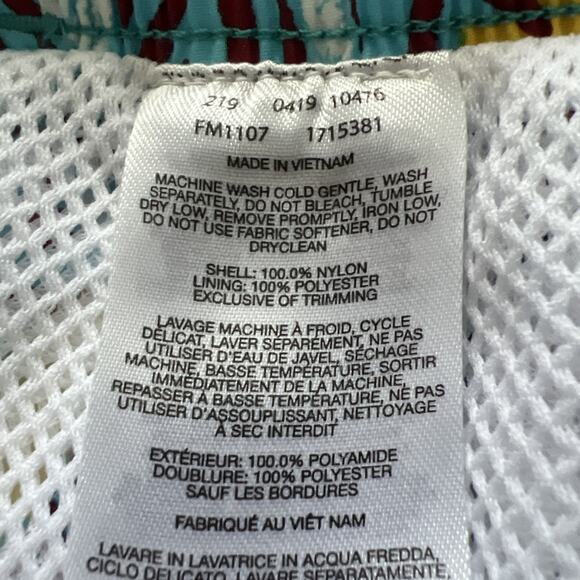 219 0419 10476
FM1107 1715381
MADE IN VIETNAM
MACHINE WASH COLD GENTLE, WASH
SEPARATELY, DO NOT BLEACH, TUMBLE
DRY LOW, REMOVE PROMPTLY, IRON LOW,
DO NOT USE FABRIC SOFTENER, DO NOT
DRYCLEAN
SHELL: 100.0% NYLON
LINING: 100% POLYESTER
EXCLUSIVE OF TRIMMING
LAVAGE MACHINE À FROID, CYCLE
DÉLICAT, LAVER SÉPARÉMENT, NE PAS
UTILISER D'EAU DE JAVEL, SÉCHAGE
MACHINE, BASSE TEMPÉRATURE, SORTIR
IMMÉDIATEMENT DE LA MACHINE,
REPASSER À BASSE TEMPÉRATURE, NE PAS
UTILISER D'ASSOUPLISSANT, NETTOYAGE
À SEC INTERDIT
EXTÉRIEUR: 100.0% POLYAMIDE
DOUBLURE: 100% POLYESTER
SAUF LES BORDURES
FABRIQUÉ AU VIÊT NAM
LAVARE IN LAVATRICE IN ACQUA FREDDA,
CICLO DELICATO, LAVARE SEPARATAMENTE,